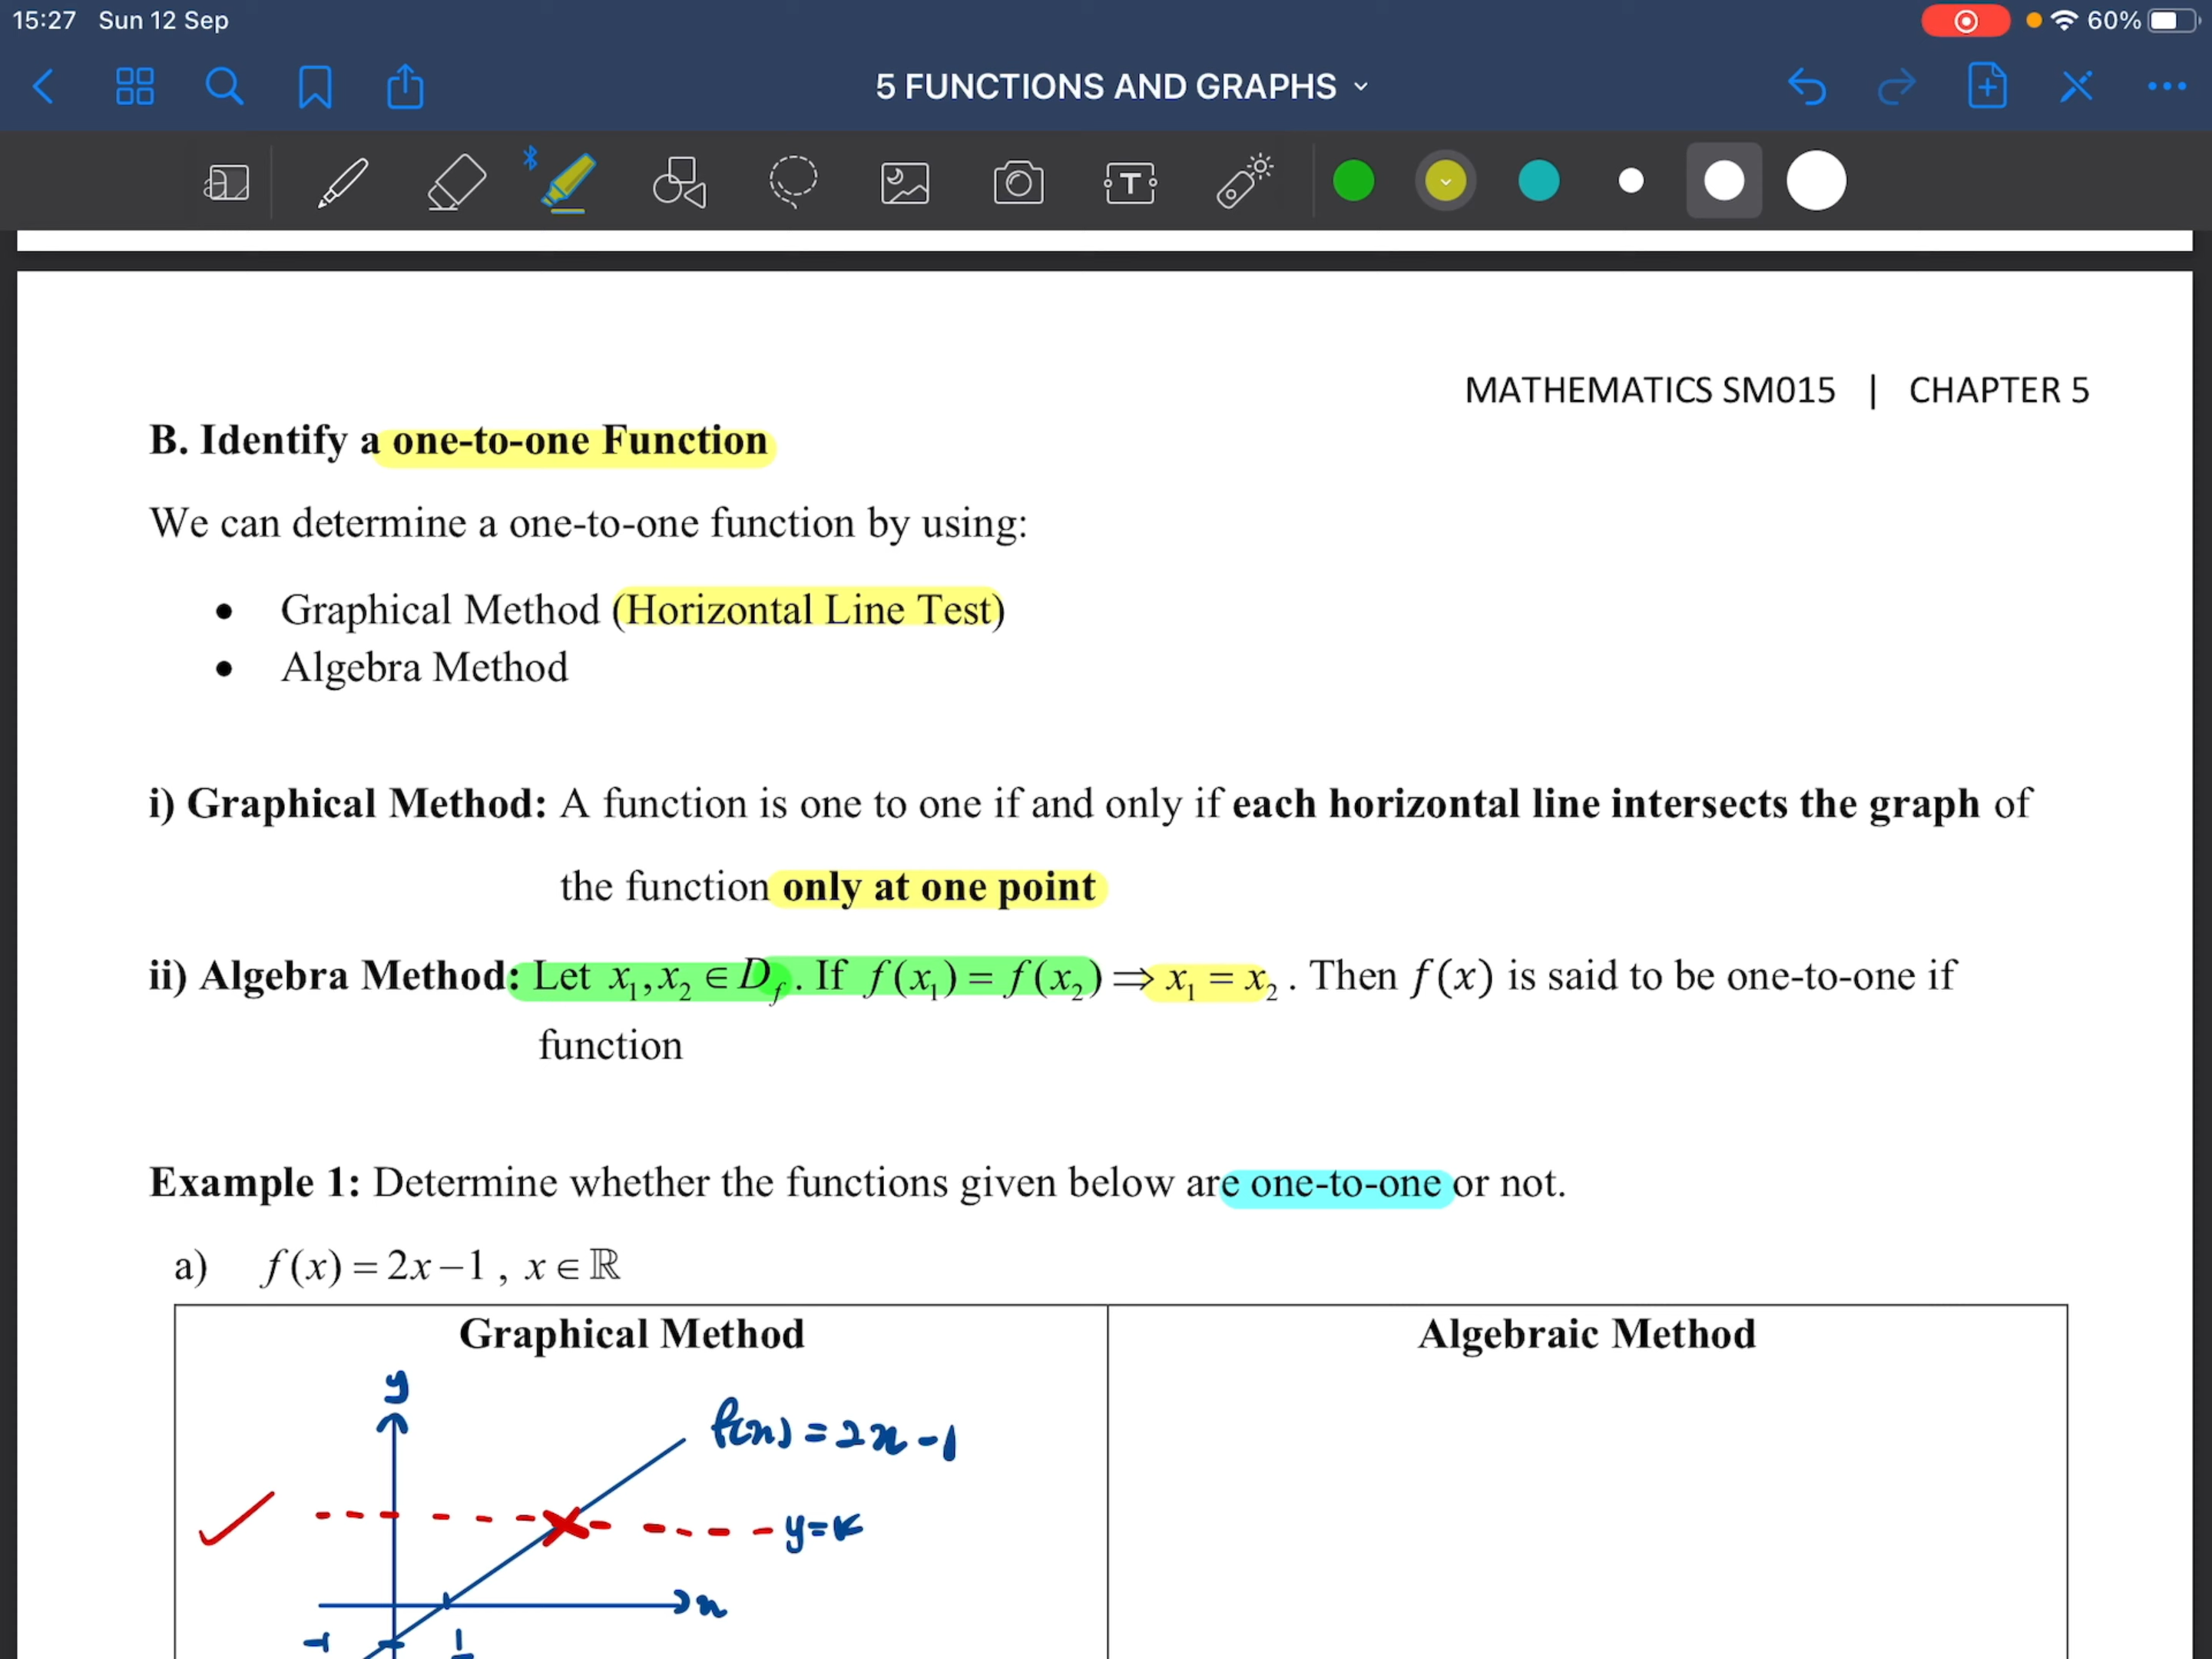 15:27 Sun 12 Sep 60%
5 FUNCTIONS AND GRAPHS
MATHEMATICS SM015 | CHAPTER 5
B. Identify a one-to-one Function
We can determine a one-to-one function by using:
• Graphical Method (Horizontal Line Test)
• Algebra Method
i) Graphical Method: A function is one to one if and only if each horizontal line intersects the graph of
the function only at one point
ii) Algebra Method: Let x₁,x₂ ∈ D_f . If f(x₁) = f(x₂) ⇒ x₁ = x₂ . Then f(x) is said to be one-to-one if
function
Example 1: Determine whether the functions given below are one-to-one or not.
a) f(x) = 2x−1 , x ∈ ℝ
Graphical Method Algebraic Method
y
f(x) = 2x -1
y=k
x
-1